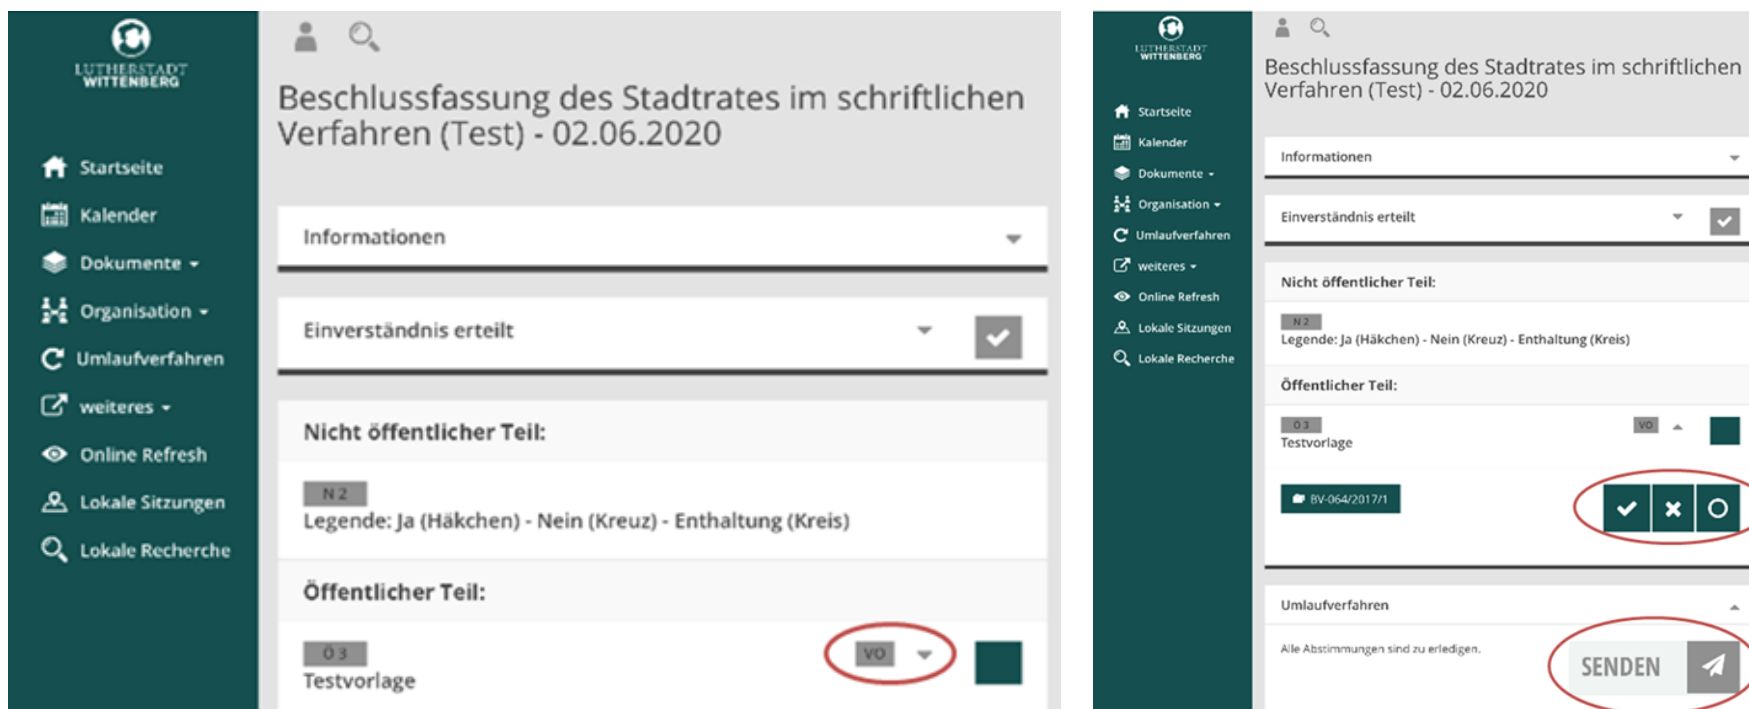 LUTHERSTADT
WITTENBERG
Startseite
Kalender
Dokumente
Organisation
Umlaufverfahren
weiteres
Online Refresh
Lokale Sitzungen
Lokale Recherche
Beschlussfassung des Stadtrates im schriftlichen
Verfahren (Test) - 02.06.2020
Informationen
Einverständnis erteilt
Nicht öffentlicher Teil:
N 2
Legende: Ja (Häkchen) - Nein (Kreuz) - Enthaltung (Kreis)
Öffentlicher Teil:
Ö 3 VO
Testvorlage
LUTHERSTADT
WITTENBERG
Startseite
Kalender
Dokumente
Organisation
Umlaufverfahren
weiteres
Online Refresh
Lokale Sitzungen
Lokale Recherche
Beschlussfassung des Stadtrates im schriftlichen
Verfahren (Test) - 02.06.2020
Informationen
Einverständnis erteilt
Nicht öffentlicher Teil:
N 2
Legende: Ja (Häkchen) - Nein (Kreuz) - Enthaltung (Kreis)
Öffentlicher Teil:
Ö 3 VO
Testvorlage
BV-064/2017/1
Umlaufverfahren
Alle Abstimmungen sind zu erledigen.
SENDEN